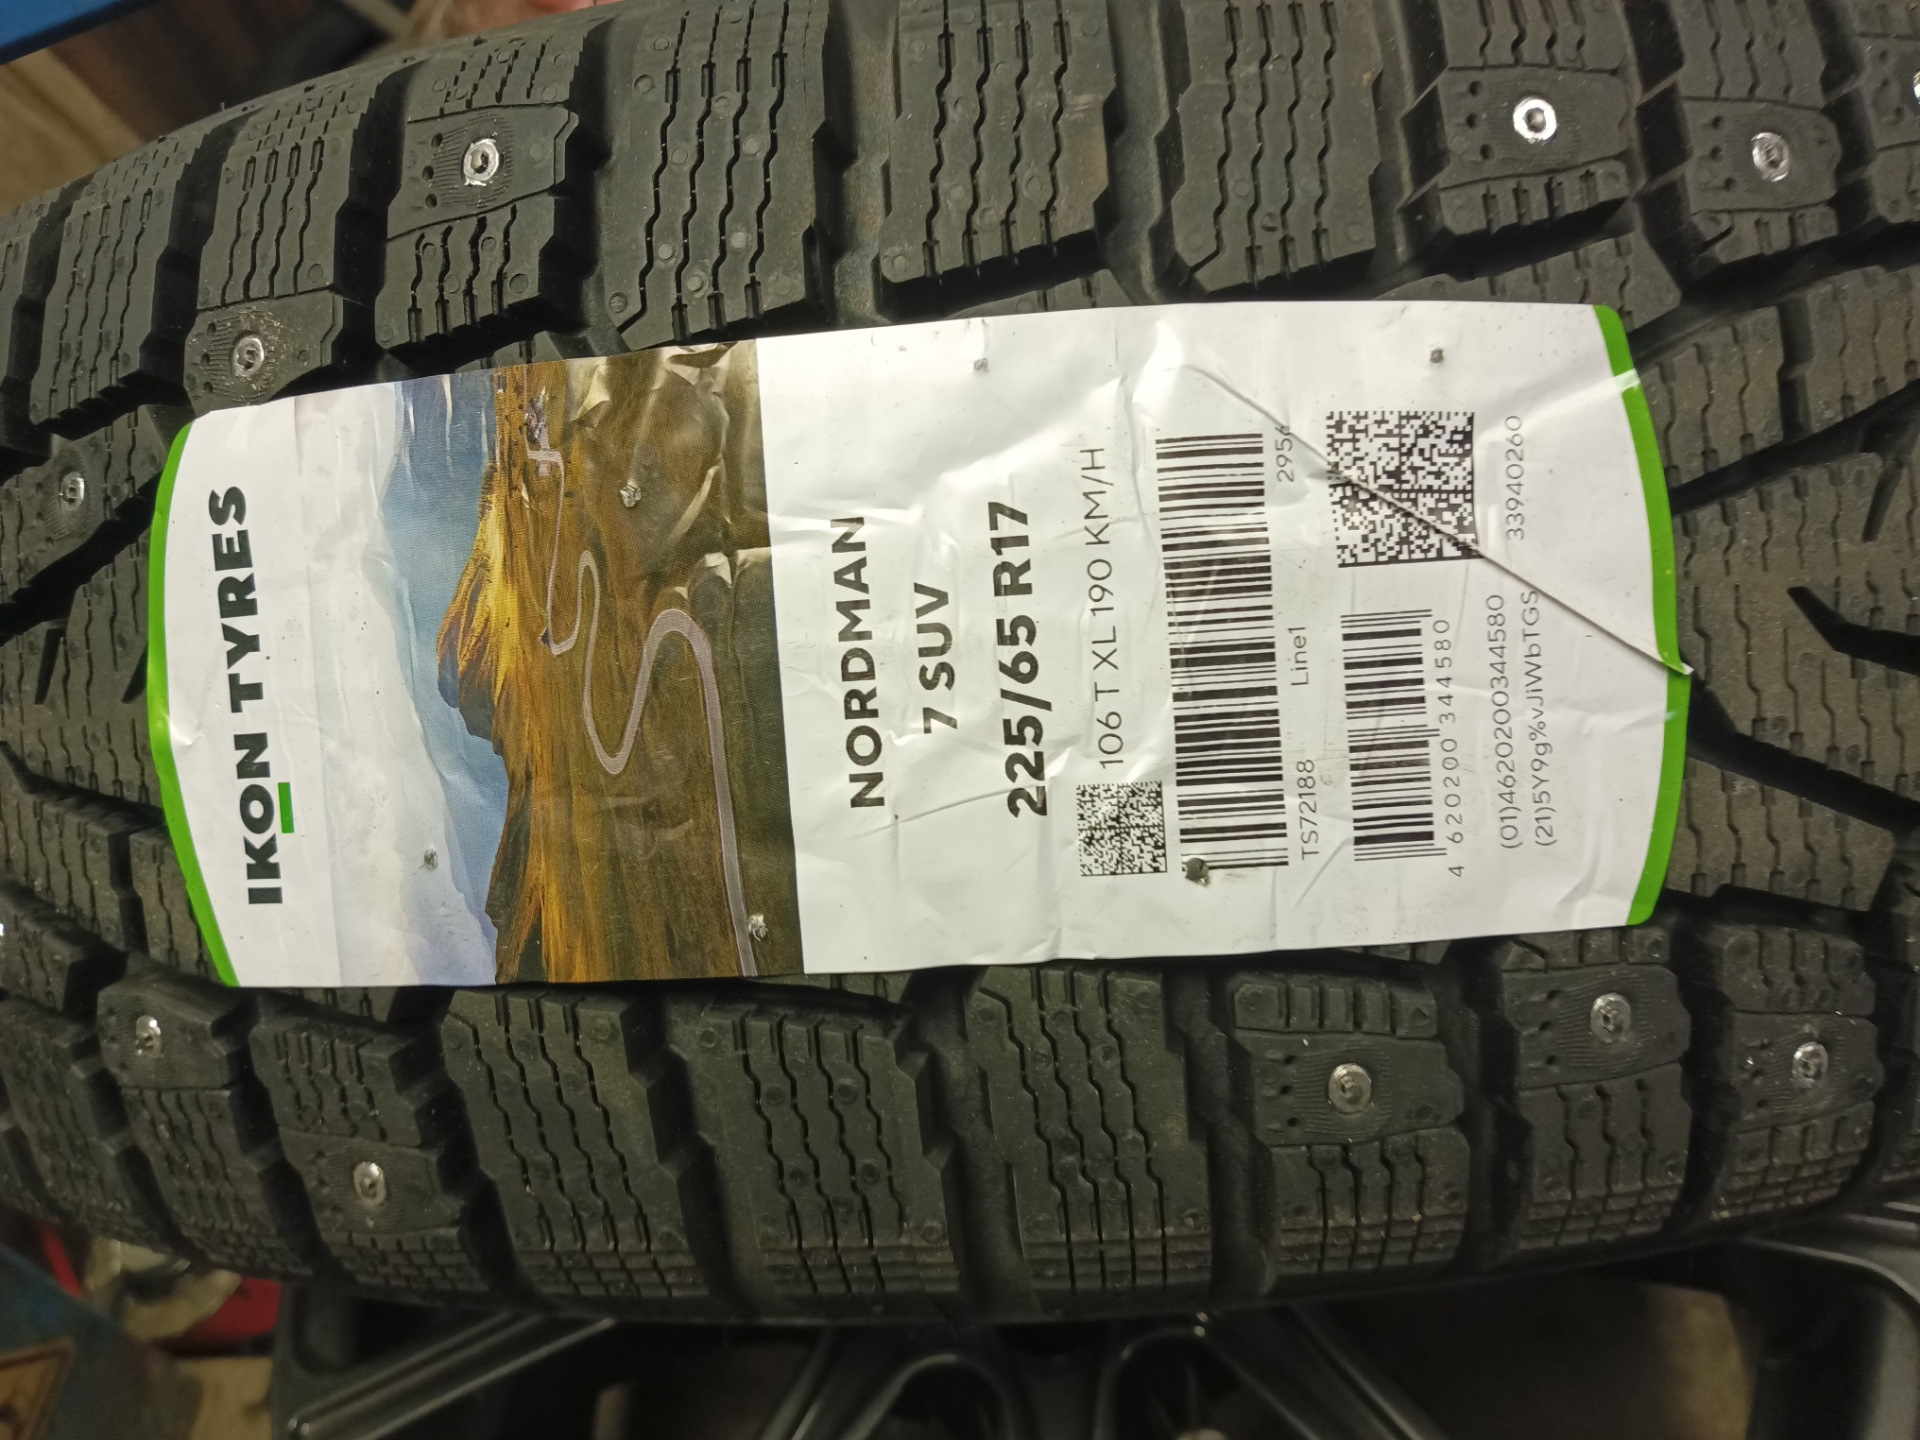 IKON TYRES
NORDMAN
7 SUV
225/65 R17
106 T XL 190 KM/H
TS72188 Line1 2956
4 620200 344580
(01)4620200344580 33940260
(21)5Y9g%vJiWbTGS